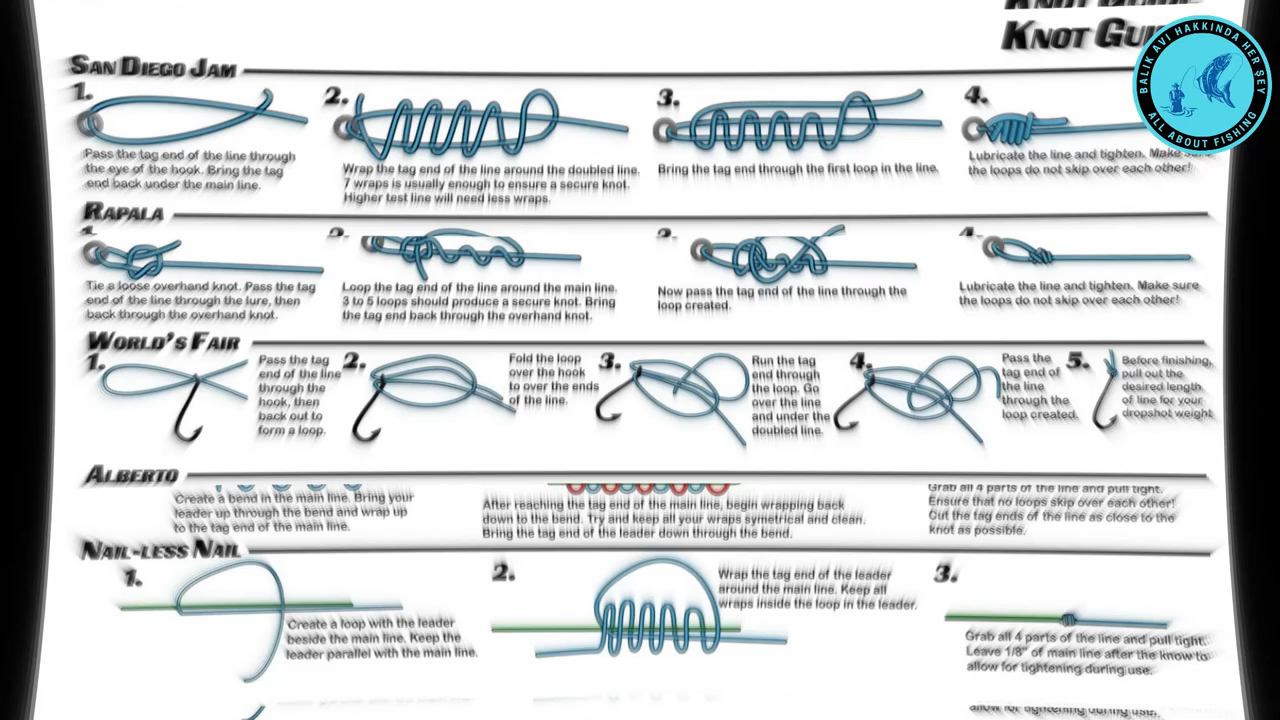 KNOT GUIDE
KNOT GUI
BALIK AVI HAKKINDA HER ŞEY
ALL ABOUT FISHING
SAN DIEGO JAM
1.
Pass the tag end of the line through
the eye of the hook. Bring the tag
end back under the main line.
2.
Wrap the tag end of the line around the doubled line.
7 wraps is usually enough to ensure a secure knot.
Higher test line will need less wraps.
3.
Bring the tag end through the first loop in the line.
4.
Lubricate the line and tighten. Make sure
the loops do not skip over each other!
RAPALA
Tie a loose overhand knot. Pass the tag
end of the line through the lure, then
back through the overhand knot.
Loop the tag end of the line around the main line.
3 to 5 loops should produce a secure knot. Bring
the tag end back through the overhand knot.
Now pass the tag end of the line through the
loop created.
Lubricate the line and tighten. Make sure
the loops do not skip over each other!
WORLD'S FAIR
1.
Pass the tag
end of the line
through the
hook, then
back out to
form a loop.
2.
Fold the loop
over the hook
to over the ends
of the line.
3.
Run the tag
end through
the loop. Go
over the line
and under the
doubled line.
4.
Pass the
tag end of
the line
through the
loop created.
5.
Before finishing,
pull out the
desired length
of line for your
dropshot weight
ALBERTO
Create a bend in the main line. Bring your
leader up through the bend and wrap up
to the tag end of the main line.
After reaching the tag end of the main line, begin wrapping back
down to the bend. Try and keep all your wraps symetrical and clean.
Bring the tag end of the leader down through the bend.
Grab all 4 parts of the line and pull tight.
Ensure that no loops skip over each other!
Cut the tag ends of the line as close to the
knot as possible.
NAIL-LESS NAIL
1.
Create a loop with the leader
beside the main line. Keep the
leader parallel with the main line.
2.
Wrap the tag end of the leader
around the main line. Keep all
wraps inside the loop in the leader.
3.
Grab all 4 parts of the line and pull tight.
Leave 1/8" of main line after the know to
allow for tightening during use.
allow for tightening during use.